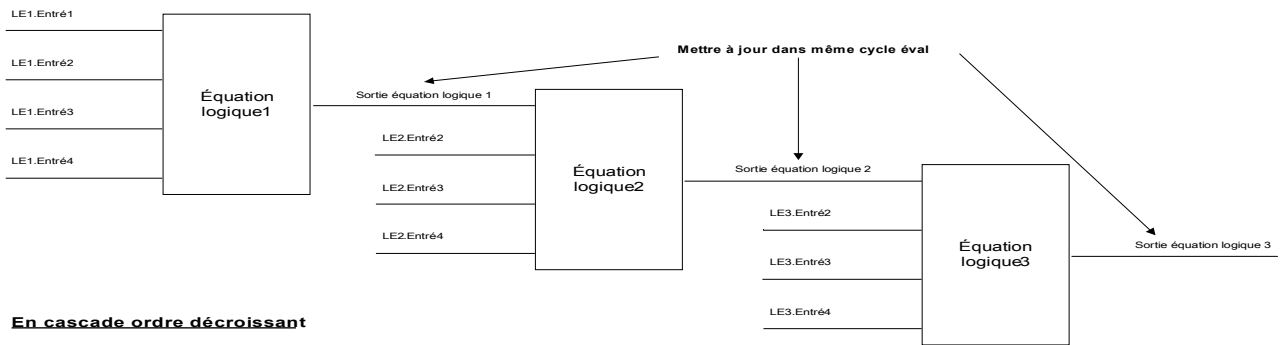 LE1.Entré1
LE1.Entré2
LE1.Entré3
LE1.Entré4
Équation
logique1
Mettre à jour dans même cycle éval
Sortie équation logique 1
LE2.Entré2
LE2.Entré3
LE2.Entré4
Équation
logique2
Sortie équation logique 2
LE3.Entré2
LE3.Entré3
LE3.Entré4
Équation
logique3
Sortie équation logique 3
En cascade ordre décroissant